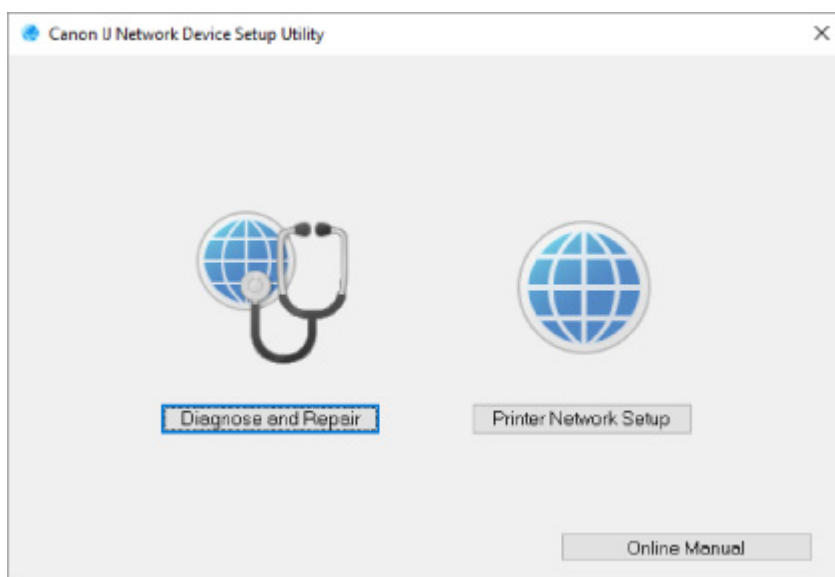 Canon IJ Network Device Setup Utility
Diagnose and Repair
Printer Network Setup
Online Manual